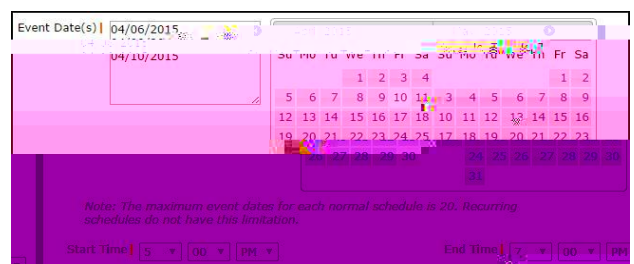 Event Date(s) 04/06/2015
04/10/2015
2015
Su Mo Tu We Th Fr Sa Su Mo Tu We Th Fr Sa
1 2 3 4 1 2
5 6 7 8 9 10 11 3 4 5 6 7 8 9
12 13 14 15 16 17 18 10 11 12 13 14 15 16
19 20 21 22 23 24 25 17 18 19 20 21 22 23
26 27 28 29 30 24 25 26 27 28 29 30
31
Note: The maximum event dates for each normal schedule is 20. Recurring
schedules do not have this limitation.
Start Time 5 00 PM End Time 7 00 PM